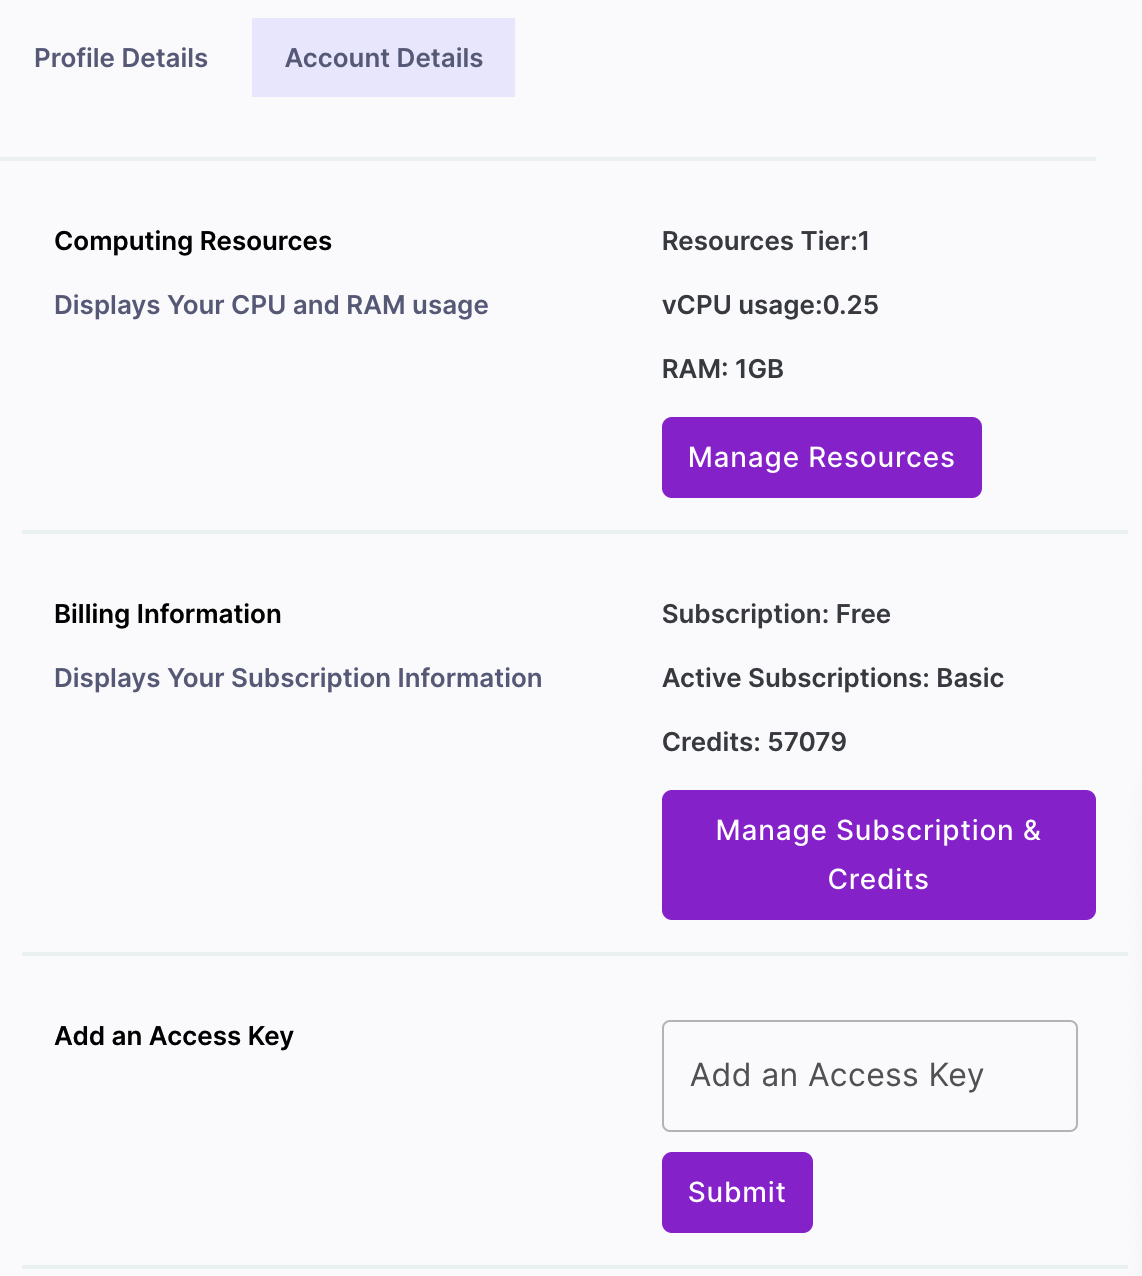 Profile Details
Account Details
Computing Resources
Displays Your CPU and RAM usage
Resources Tier:1
vCPU usage:0.25
RAM: 1GB
Manage Resources
Billing Information
Displays Your Subscription Information
Subscription: Free
Active Subscriptions: Basic
Credits: 57079
Manage Subscription &
Credits
Add an Access Key
Add an Access Key
Submit